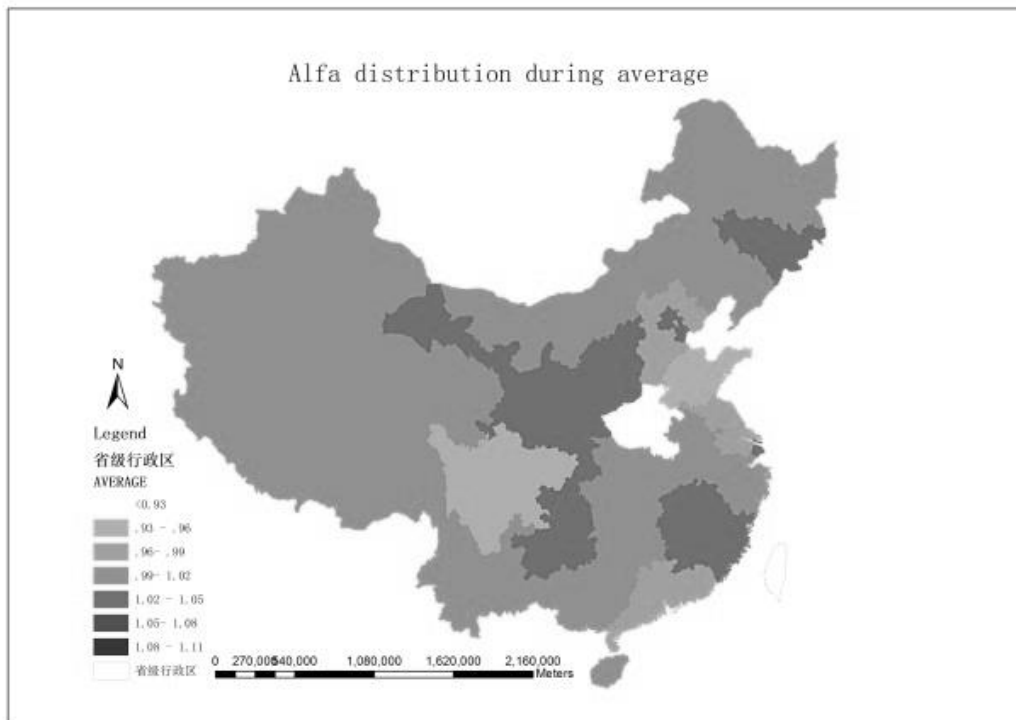 Alfa distribution during average
N
Legend
省级行政区
AVERAGE
<0.93
.93 - .96
.96- .99
.99- 1.02
1.02 - 1.05
1.05- 1.08
1.08 - 1.11
省级行政区
0 270,000540,000 1,080,000 1,620,000 2,160,000
Meters